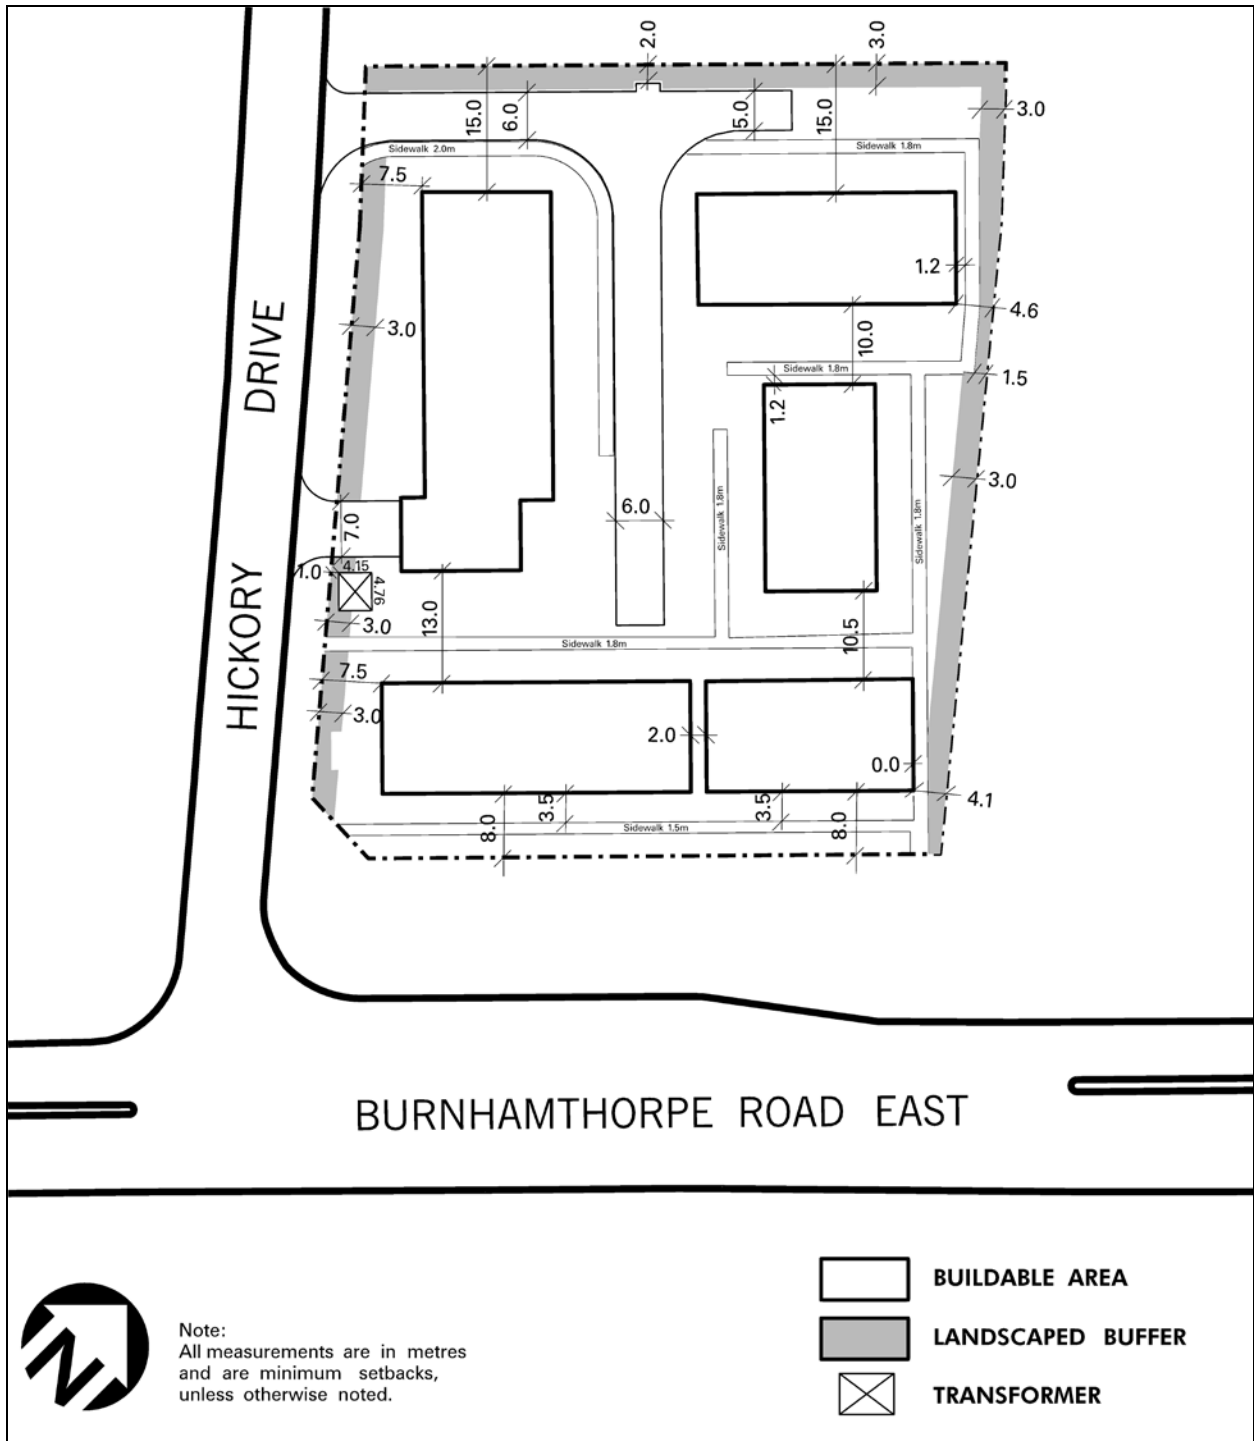 2.0
3.0
15.0
6.0
5.0
15.0
3.0
Sidewalk 2.0m
Sidewalk 1.8m
7.5
1.2
4.6
3.0
10.0
Sidewalk 1.8m
1.5
1.2
3.0
Sidewalk 1.8m
Sidewalk 1.8m
6.0
7.0
1.0
4.15
4.76
3.0
13.0
Sidewalk 1.8m
10.5
7.5
3.0
2.0
0.0
4.1
8.0
3.5
3.5
8.0
Sidewalk 1.5m
HICKORY DRIVE
BURNHAMTHORPE ROAD EAST
N
Note:
All measurements are in metres
and are minimum setbacks,
unless otherwise noted.
BUILDABLE AREA
LANDSCAPED BUFFER
TRANSFORMER